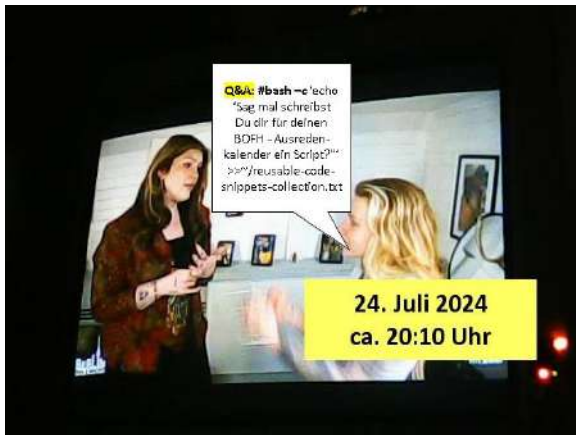 Q&A: #bash –c 'echo
"Sag mal schreibst
Du dir für deinen
BOFH – Ausreden-
kalender ein Script?"'
>>~/reusable-code-
snippets-collection.txt
24. Juli 2024
ca. 20:10 Uhr